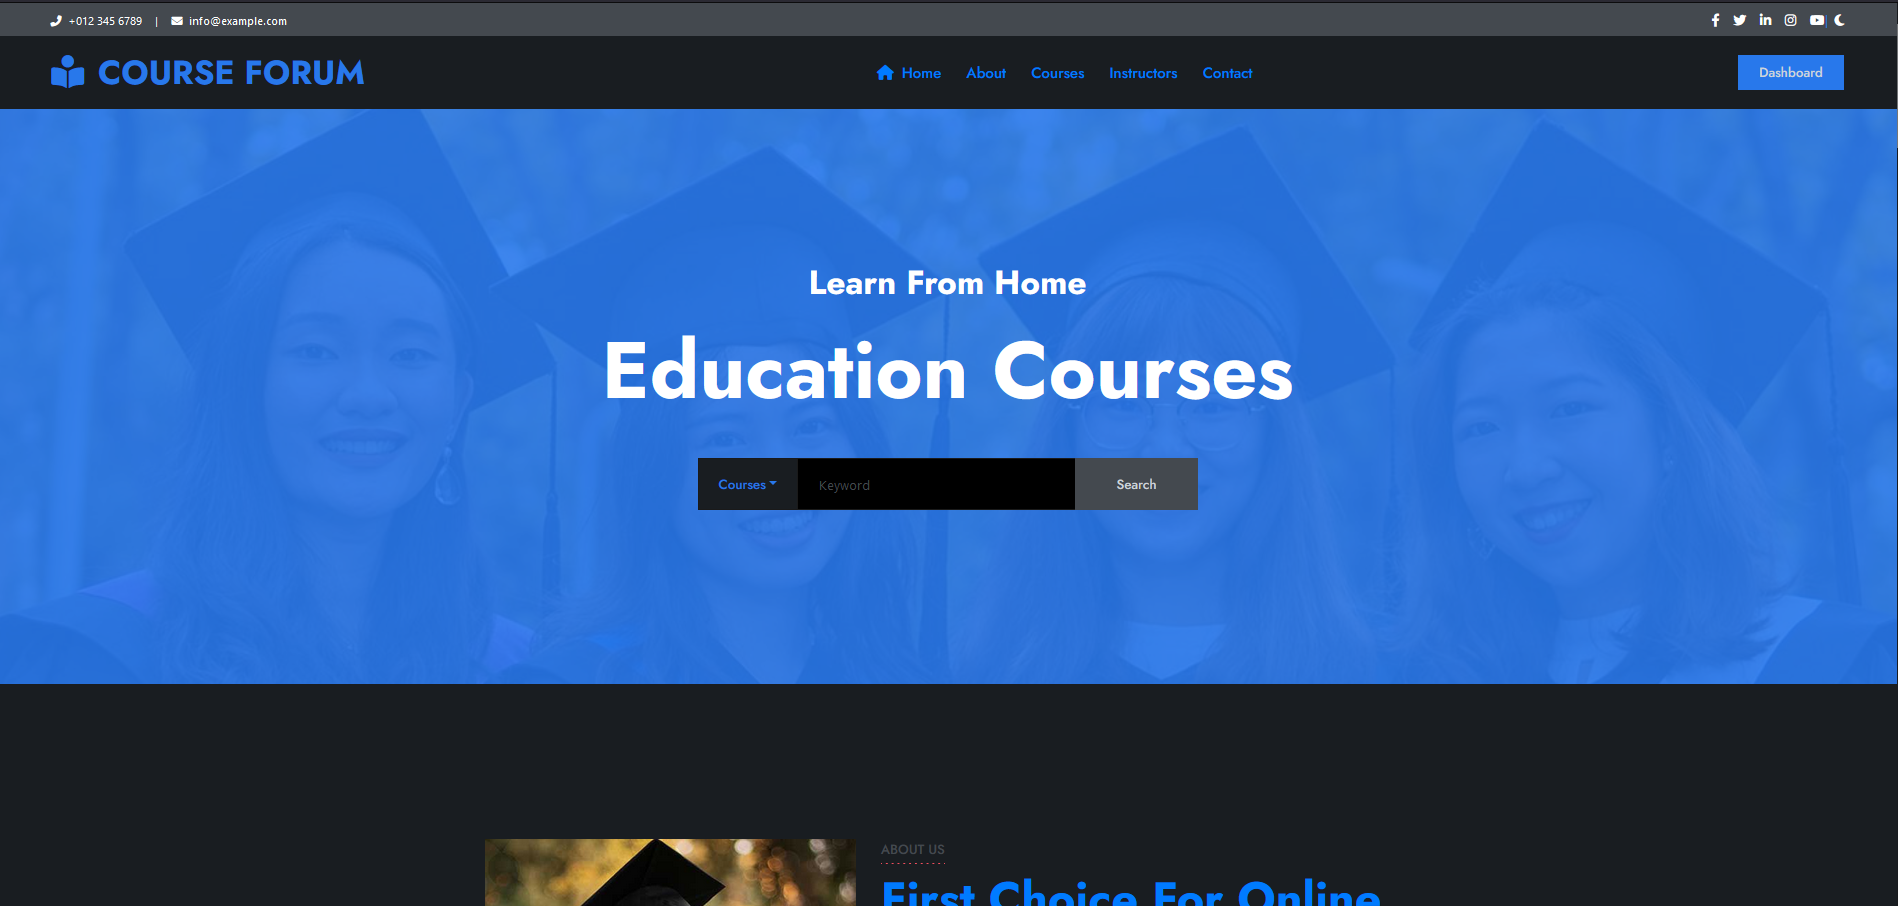 +012 345 6789 | info@example.com
COURSE FORUM
Home About Courses Instructors Contact
Dashboard
Learn From Home
Education Courses
Courses Keyword Search
ABOUT US
First Choice For Online